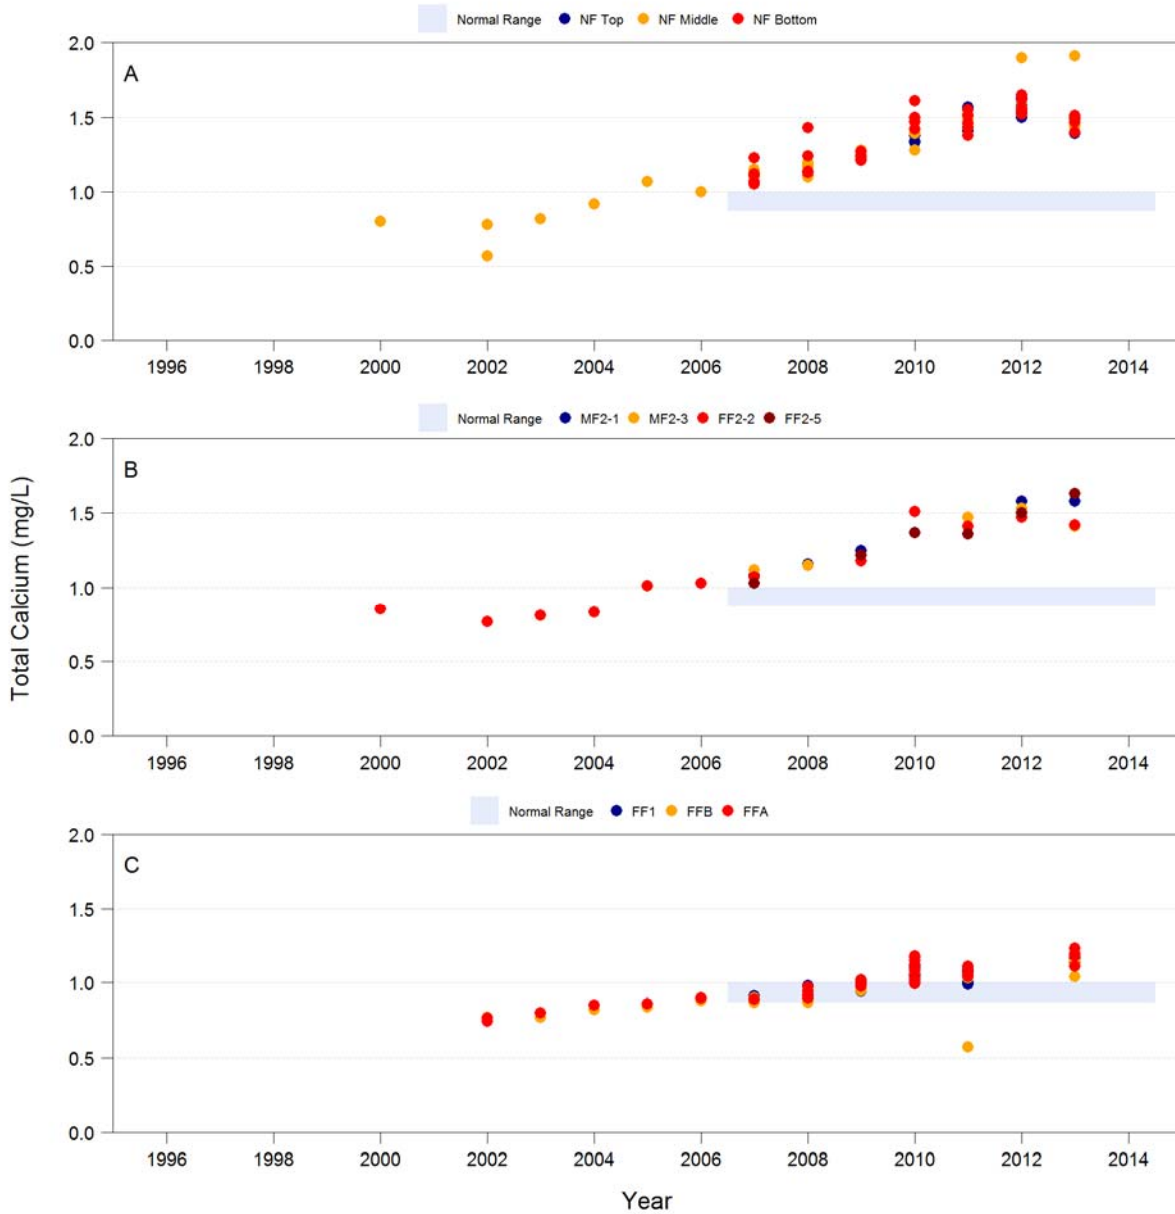 Normal Range NF Top NF Middle NF Bottom
2.0
A
1.5
1.0
0.5
0.0
1996 1998 2000 2002 2004 2006 2008 2010 2012 2014
Normal Range MF2-1 MF2-3 FF2-2 FF2-5
2.0
B
1.5
1.0
0.5
0.0
1996 1998 2000 2002 2004 2006 2008 2010 2012 2014
Total Calcium (mg/L)
Normal Range FF1 FFB FFA
2.0
C
1.5
1.0
0.5
0.0
1996 1998 2000 2002 2004 2006 2008 2010 2012 2014
Year